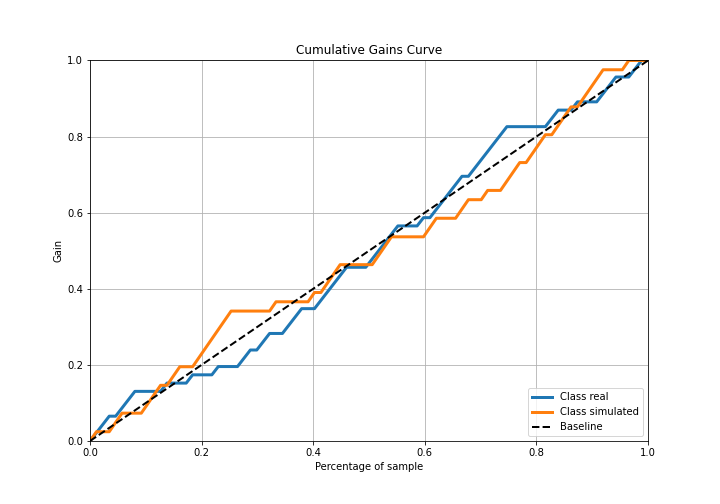 Cumulative Gains Curve
1.0
0.8
0.6
0.4
0.2
0.0
Gain
0.0 0.2 0.4 0.6 0.8 1.0
Percentage of sample
Class real
Class simulated
Baseline